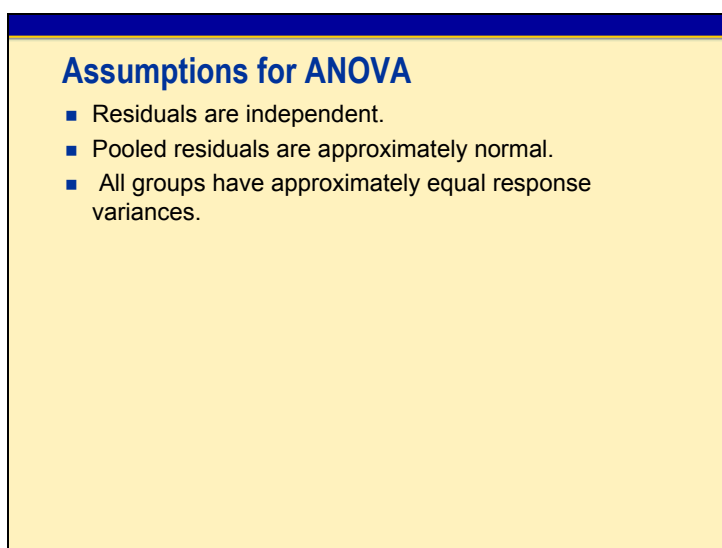 Assumptions for ANOVA
Residuals are independent.
Pooled residuals are approximately normal.
All groups have approximately equal response
variances.